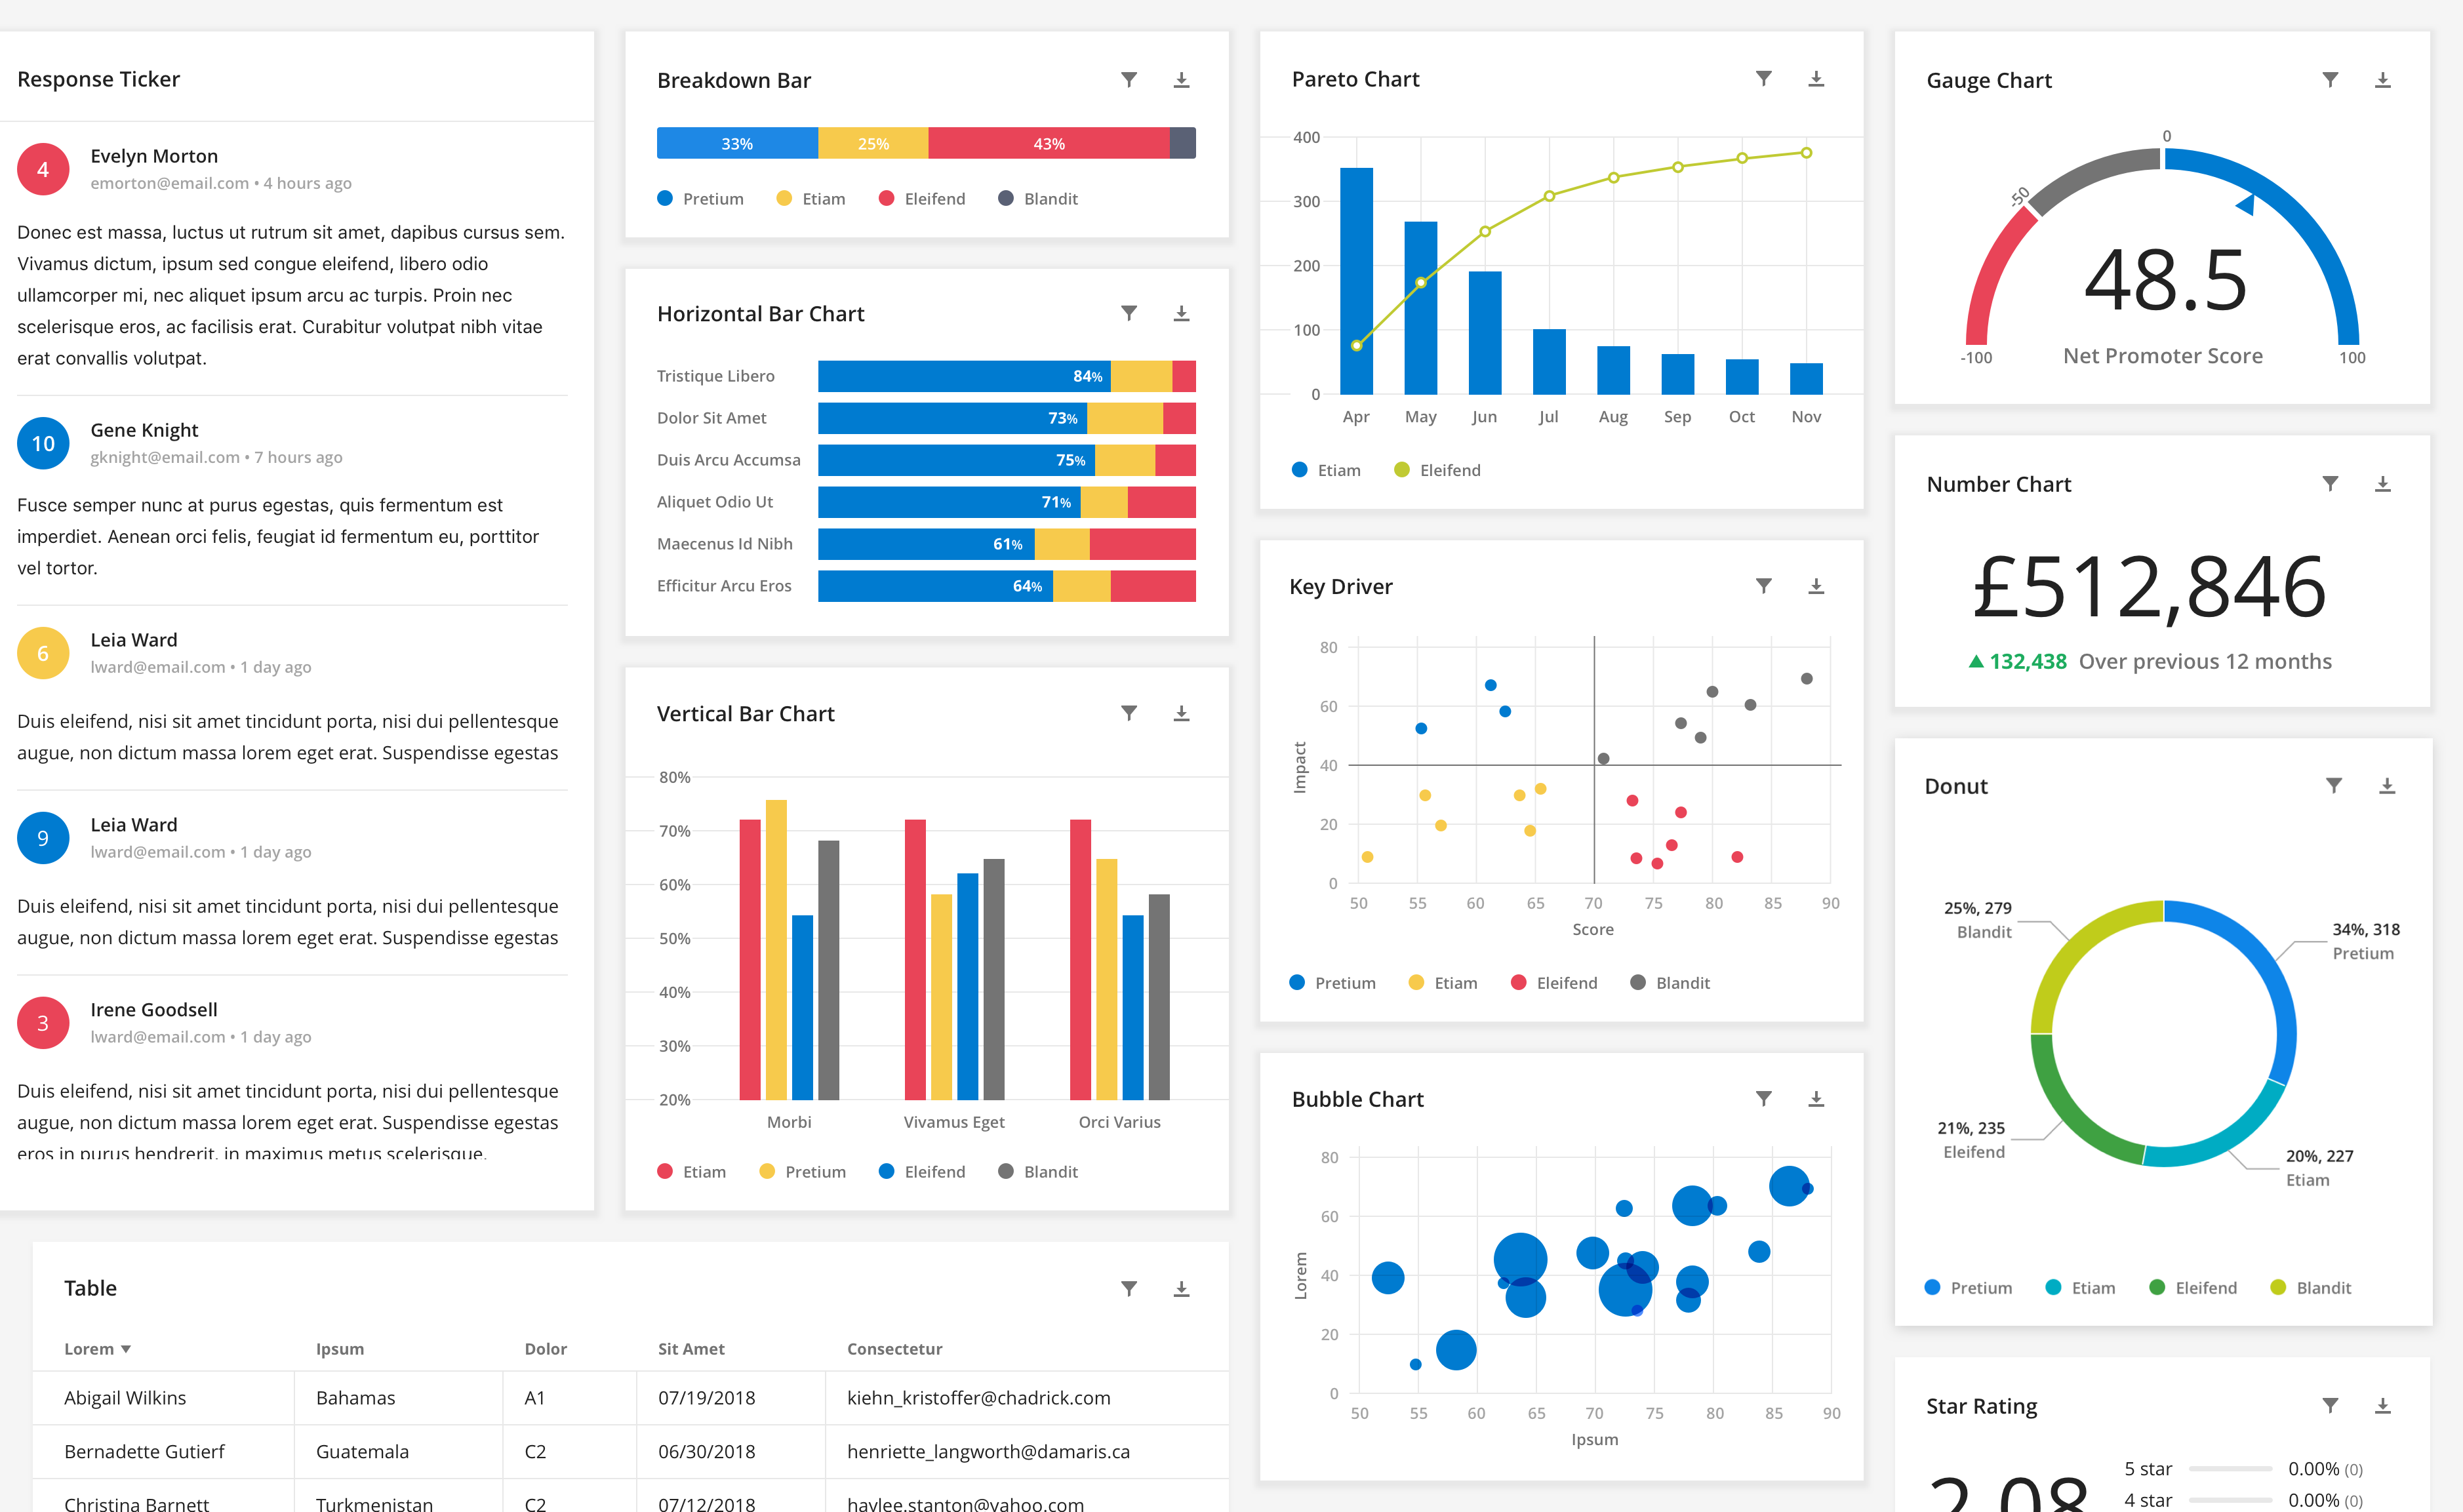 Response Ticker
4
Evelyn Morton
emorton@email.com • 4 hours ago
Donec est massa, luctus ut rutrum sit amet, dapibus cursus sem.
Vivamus dictum, ipsum sed congue eleifend, libero odio
ullamcorper mi, nec aliquet ipsum arcu ac turpis. Proin nec
scelerisque eros, ac facilisis erat. Curabitur volutpat nibh vitae
erat convallis volutpat.
10
Gene Knight
gknight@email.com • 7 hours ago
Fusce semper nunc at purus egestas, quis fermentum est
imperdiet. Aenean orci felis, feugiat id fermentum eu, porttitor
vel tortor.
6
Leia Ward
lward@email.com • 1 day ago
Duis eleifend, nisi sit amet tincidunt porta, nisi dui pellentesque
augue, non dictum massa lorem eget erat. Suspendisse egestas
9
Leia Ward
lward@email.com • 1 day ago
Duis eleifend, nisi sit amet tincidunt porta, nisi dui pellentesque
augue, non dictum massa lorem eget erat. Suspendisse egestas
3
Irene Goodsell
lward@email.com • 1 day ago
Duis eleifend, nisi sit amet tincidunt porta, nisi dui pellentesque
augue, non dictum massa lorem eget erat. Suspendisse egestas
eros in purus hendrerit, in maximus metus scelerisque.
Breakdown Bar
33% 25% 43%
Pretium Etiam Eleifend Blandit
Horizontal Bar Chart
Tristique Libero 84%
Dolor Sit Amet 73%
Duis Arcu Accumsa 75%
Aliquet Odio Ut 71%
Maecenus Id Nibh 61%
Efficitur Arcu Eros 64%
Vertical Bar Chart
80%
70%
60%
50%
40%
30%
20%
Morbi Vivamus Eget Orci Varius
Etiam Pretium Eleifend Blandit
Table
Lorem Ipsum Dolor Sit Amet Consectetur
Abigail Wilkins Bahamas A1 07/19/2018 kiehn_kristoffer@chadrick.com
Bernadette Gutierf Guatemala C2 06/30/2018 henriette_langworth@damaris.ca
Christina Barnett Turkmenistan C2 07/12/2018 haylee.stanton@yahoo.com
Pareto Chart
400
300
200
100
0
Apr May Jun Jul Aug Sep Oct Nov
Etiam Eleifend
Key Driver
Impact
80
60
40
20
0
50 55 60 65 70 75 80 85 90
Score
Pretium Etiam Eleifend Blandit
Bubble Chart
Lorem
80
60
40
20
0
50 55 60 65 70 75 80 85 90
Ipsum
Gauge Chart
0
-50
48.5
-100 Net Promoter Score 100
Number Chart
£512,846
132,438 Over previous 12 months
Donut
25%, 279
Blandit
34%, 318
Pretium
21%, 235
Eleifend
20%, 227
Etiam
Pretium Etiam Eleifend Blandit
Star Rating
2.08
5 star 0.00% (0)
4 star 0.00% (0)